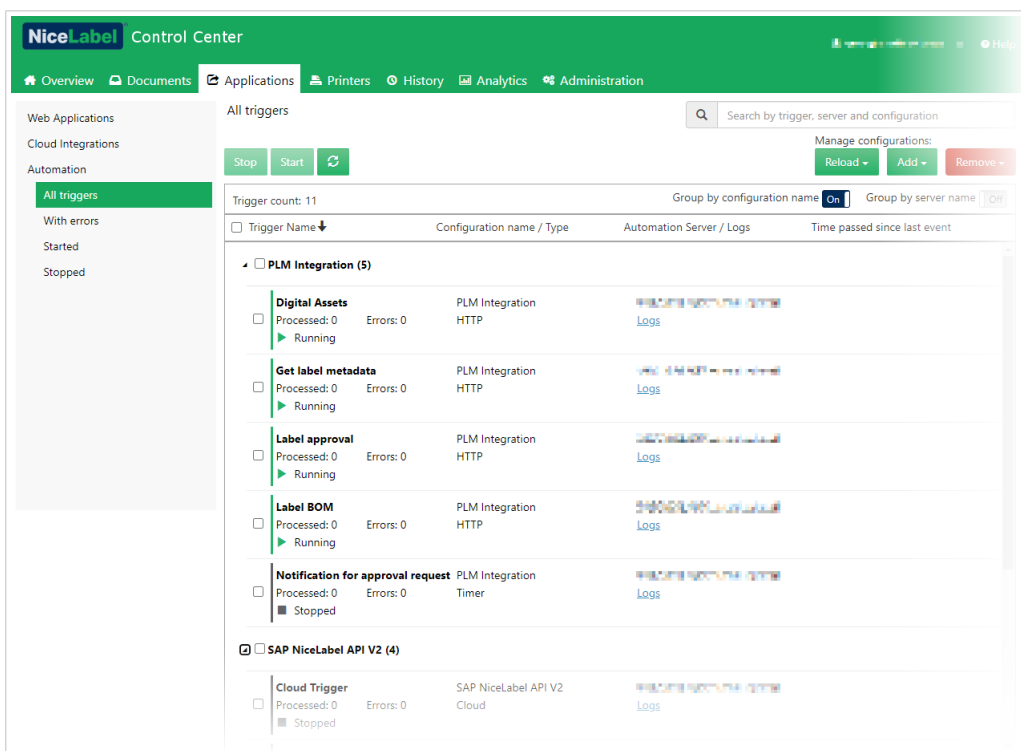 NiceLabel Control Center
Help
Overview Documents Applications Printers History Analytics Administration
Web Applications
Cloud Integrations
Automation
All triggers
With errors
Started
Stopped
All triggers
Search by trigger, server and configuration
Manage configurations:
Stop Start Reload Add Remove
Trigger count: 11 Group by configuration name On Group by server name Off
Trigger Name Configuration name / Type Automation Server / Logs Time passed since last event
PLM Integration (5)
Digital Assets PLM Integration
Processed: 0 Errors: 0 HTTP Logs
Running
Get label metadata PLM Integration
Processed: 0 Errors: 0 HTTP Logs
Running
Label approval PLM Integration
Processed: 0 Errors: 0 HTTP Logs
Running
Label BOM PLM Integration
Processed: 0 Errors: 0 HTTP Logs
Running
Notification for approval request PLM Integration
Processed: 0 Errors: 0 Timer Logs
Stopped
SAP NiceLabel API V2 (4)
Cloud Trigger SAP NiceLabel API V2
Processed: 0 Errors: 0 Cloud Logs
Stopped